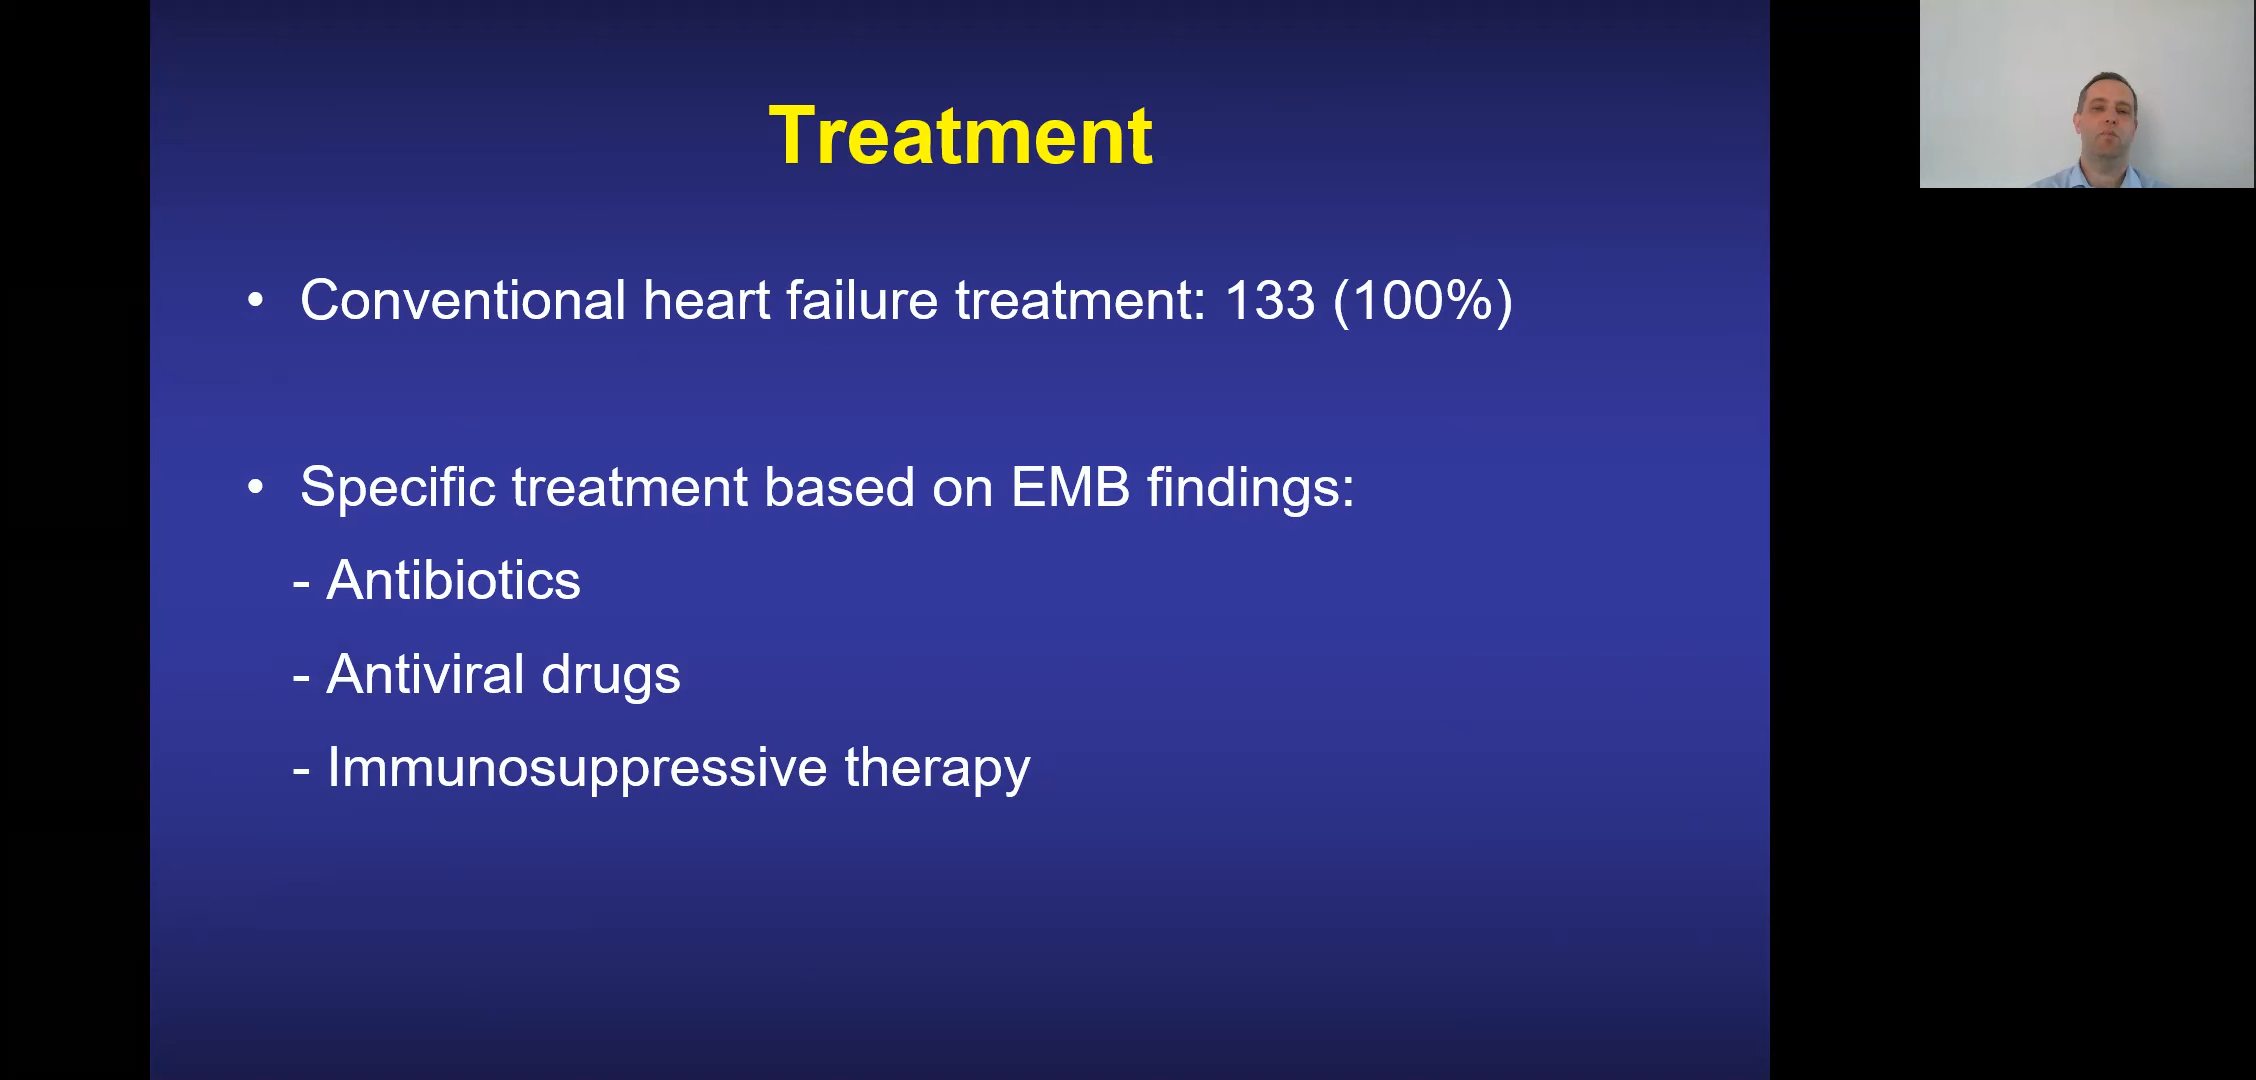 Treatment
• Conventional heart failure treatment: 133 (100%)
• Specific treatment based on EMB findings:
- Antibiotics
- Antiviral drugs
- Immunosuppressive therapy